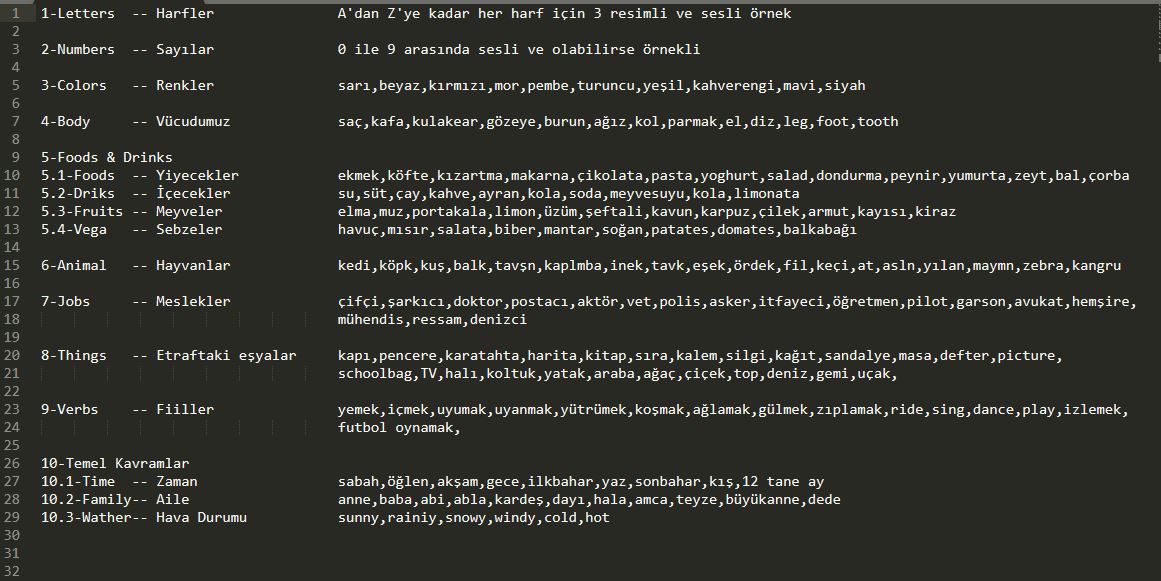 1 1-Letters -- Harfler A'dan Z'ye kadar her harf için 3 resimli ve sesli örnek
2
3 2-Numbers -- Sayılar 0 ile 9 arasında sesli ve olabilirse örnekli
4
5 3-Colors -- Renkler sarı,beyaz,kırmızı,mor,pembe,turuncu,yeşil,kahverengi,mavi,siyah
6
7 4-Body -- Vücudumuz saç,kafa,kulakear,gözeye,burun,ağız,kol,parmak,el,diz,leg,foot,tooth
8
9 5-Foods & Drinks
10 5.1-Foods -- Yiyecekler ekmek,köfte,kızartma,makarna,çikolata,pasta,yoghurt,salad,dondurma,peynir,yumurta,zeyt,bal,çorba
11 5.2-Driks -- İçecekler su,süt,çay,kahve,ayran,kola,soda,meyvesuyu,kola,limonata
12 5.3-Fruits -- Meyveler elma,muz,portakala,limon,üzüm,şeftali,kavun,karpuz,çilek,armut,kayısı,kiraz
13 5.4-Vega -- Sebzeler havuç,mısır,salata,biber,mantar,soğan,patates,domates,balkabağı
14
15 6-Animal -- Hayvanlar kedi,köpk,kuş,balk,tavşn,kaplmba,inek,tavk,eşek,ördek,fil,keçi,at,asln,yılan,maymn,zebra,kangru
16
17 7-Jobs -- Meslekler çifçi,şarkıcı,doktor,postacı,aktör,vet,polis,asker,itfayeci,öğretmen,pilot,garson,avukat,hemşire,
18 mühendis,ressam,denizci
19
20 8-Things -- Etraftaki eşyalar kapı,pencere,karatahta,harita,kitap,sıra,kalem,silgi,kağıt,sandalye,masa,defter,picture,
21 schoolbag,TV,halı,koltuk,yatak,araba,ağaç,çiçek,top,deniz,gemi,uçak,
22
23 9-Verbs -- Fiiller yemek,içmek,uyumak,uyanmak,yütrümek,koşmak,ağlamak,gülmek,zıplamak,ride,sing,dance,play,izlemek,
24 futbol oynamak,
25
26 10-Temel Kavramlar
27 10.1-Time -- Zaman sabah,öğlen,akşam,gece,ilkbahar,yaz,sonbahar,kış,12 tane ay
28 10.2-Family-- Aile anne,baba,abi,abla,kardeş,dayı,hala,amca,teyze,büyükanne,dede
29 10.3-Wather-- Hava Durumu sunny,rainiy,snowy,windy,cold,hot
30
31
32